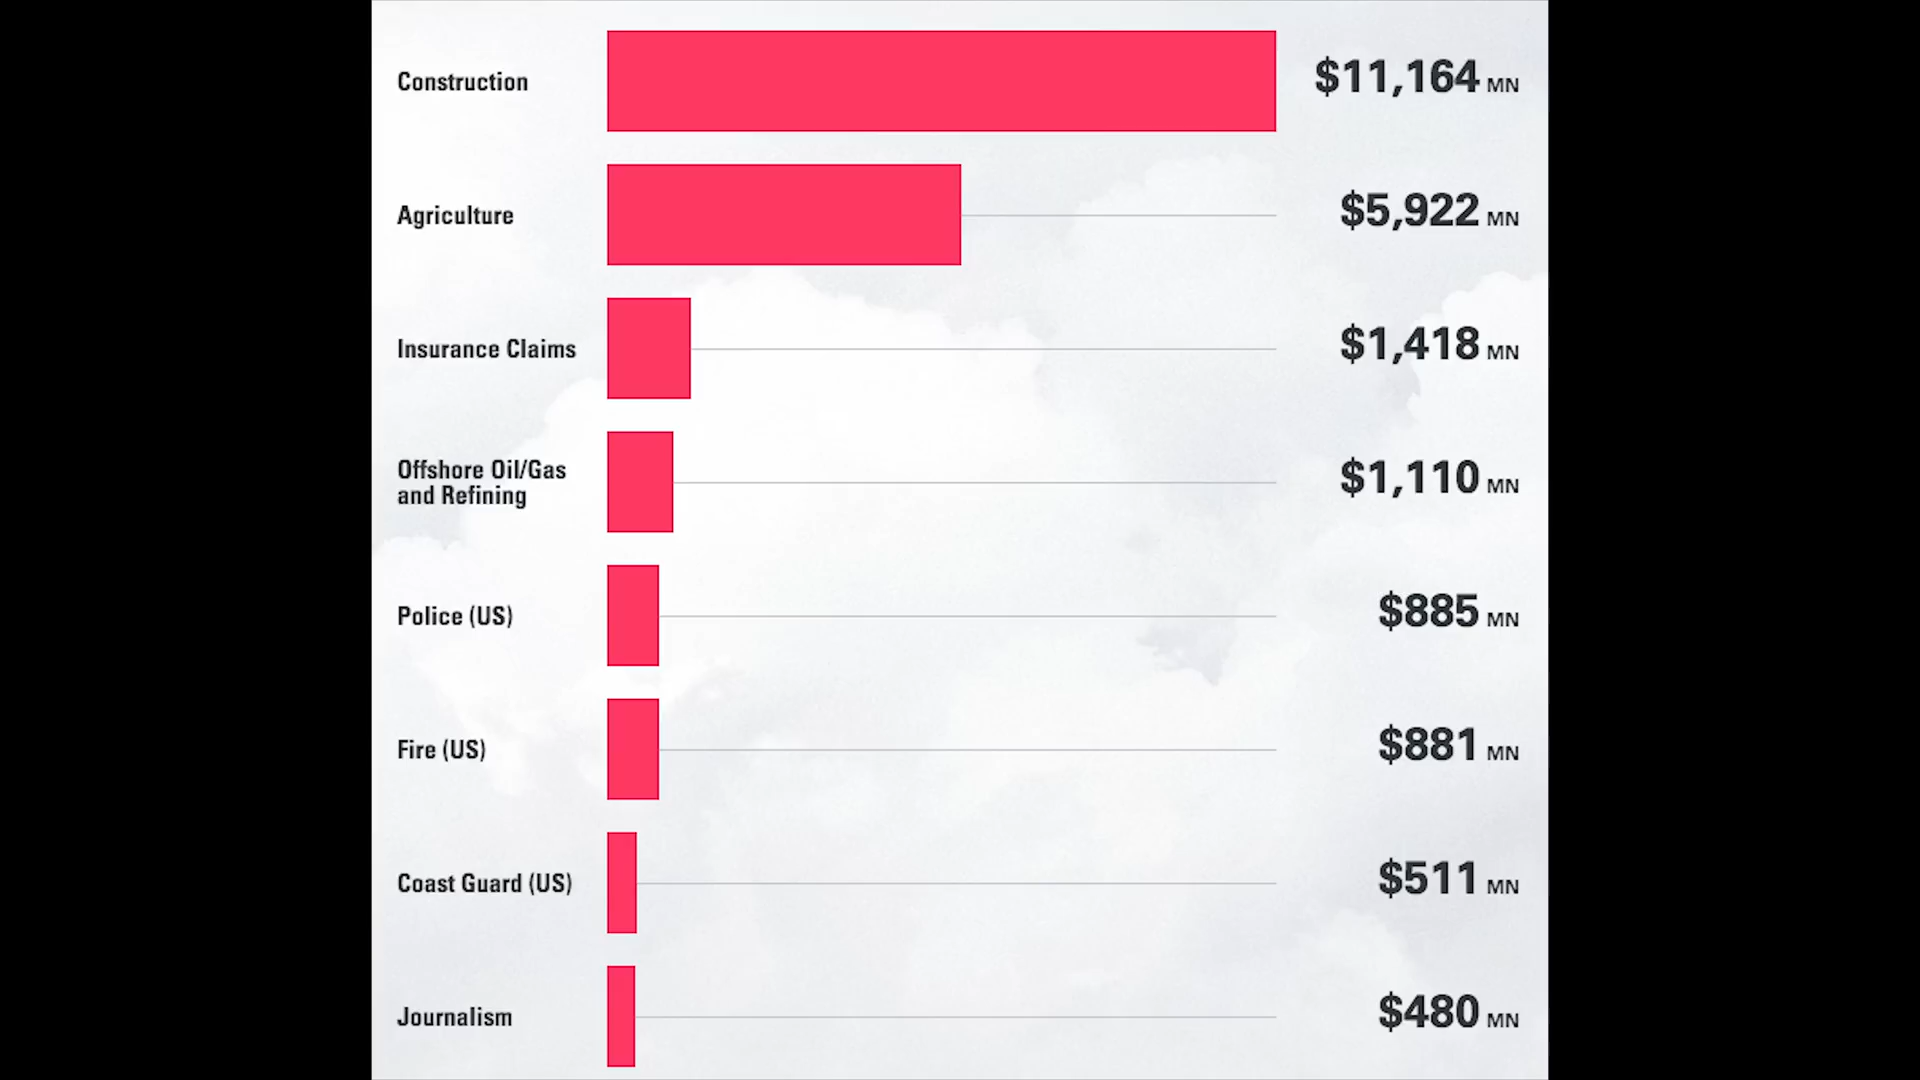 Construction $11,164 MN
Agriculture $5,922 MN
Insurance Claims $1,418 MN
Offshore Oil/Gas
and Refining $1,110 MN
Police (US) $885 MN
Fire (US) $881 MN
Coast Guard (US) $511 MN
Journalism $480 MN